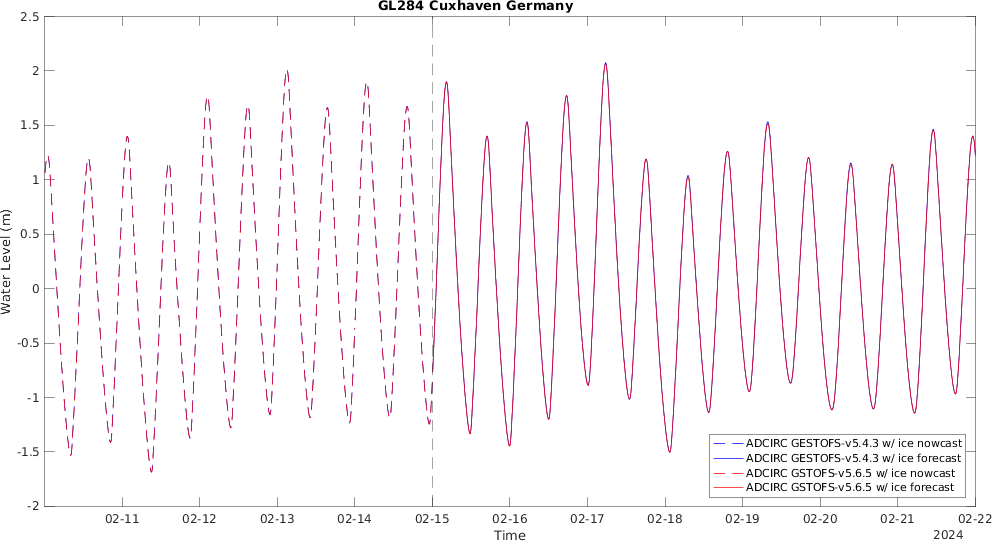 GL284 Cuxhaven Germany
2.5
2
1.5
1
0.5
0
-0.5
-1
-1.5
-2
Water Level (m)
ADCIRC GESTOFS-v5.4.3 w/ ice nowcast
ADCIRC GESTOFS-v5.4.3 w/ ice forecast
ADCIRC GSTOFS-v5.6.5 w/ ice nowcast
ADCIRC GSTOFS-v5.6.5 w/ ice forecast
02-11 02-12 02-13 02-14 02-15 02-16 02-17 02-18 02-19 02-20 02-21 02-22
Time
2024